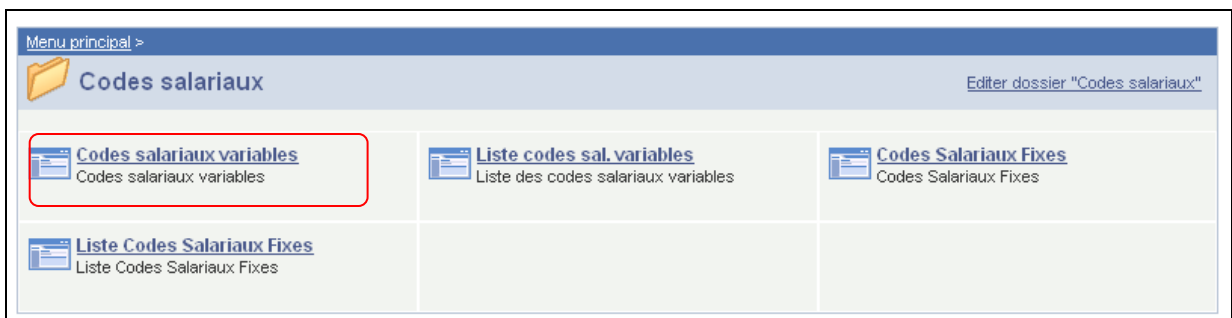 Menu principal >
Codes salariaux
Editer dossier "Codes salariaux"
Codes salariaux variables
Codes salariaux variables
Liste codes sal. variables
Liste des codes salariaux variables
Codes Salariaux Fixes
Codes Salariaux Fixes
Liste Codes Salariaux Fixes
Liste Codes Salariaux Fixes